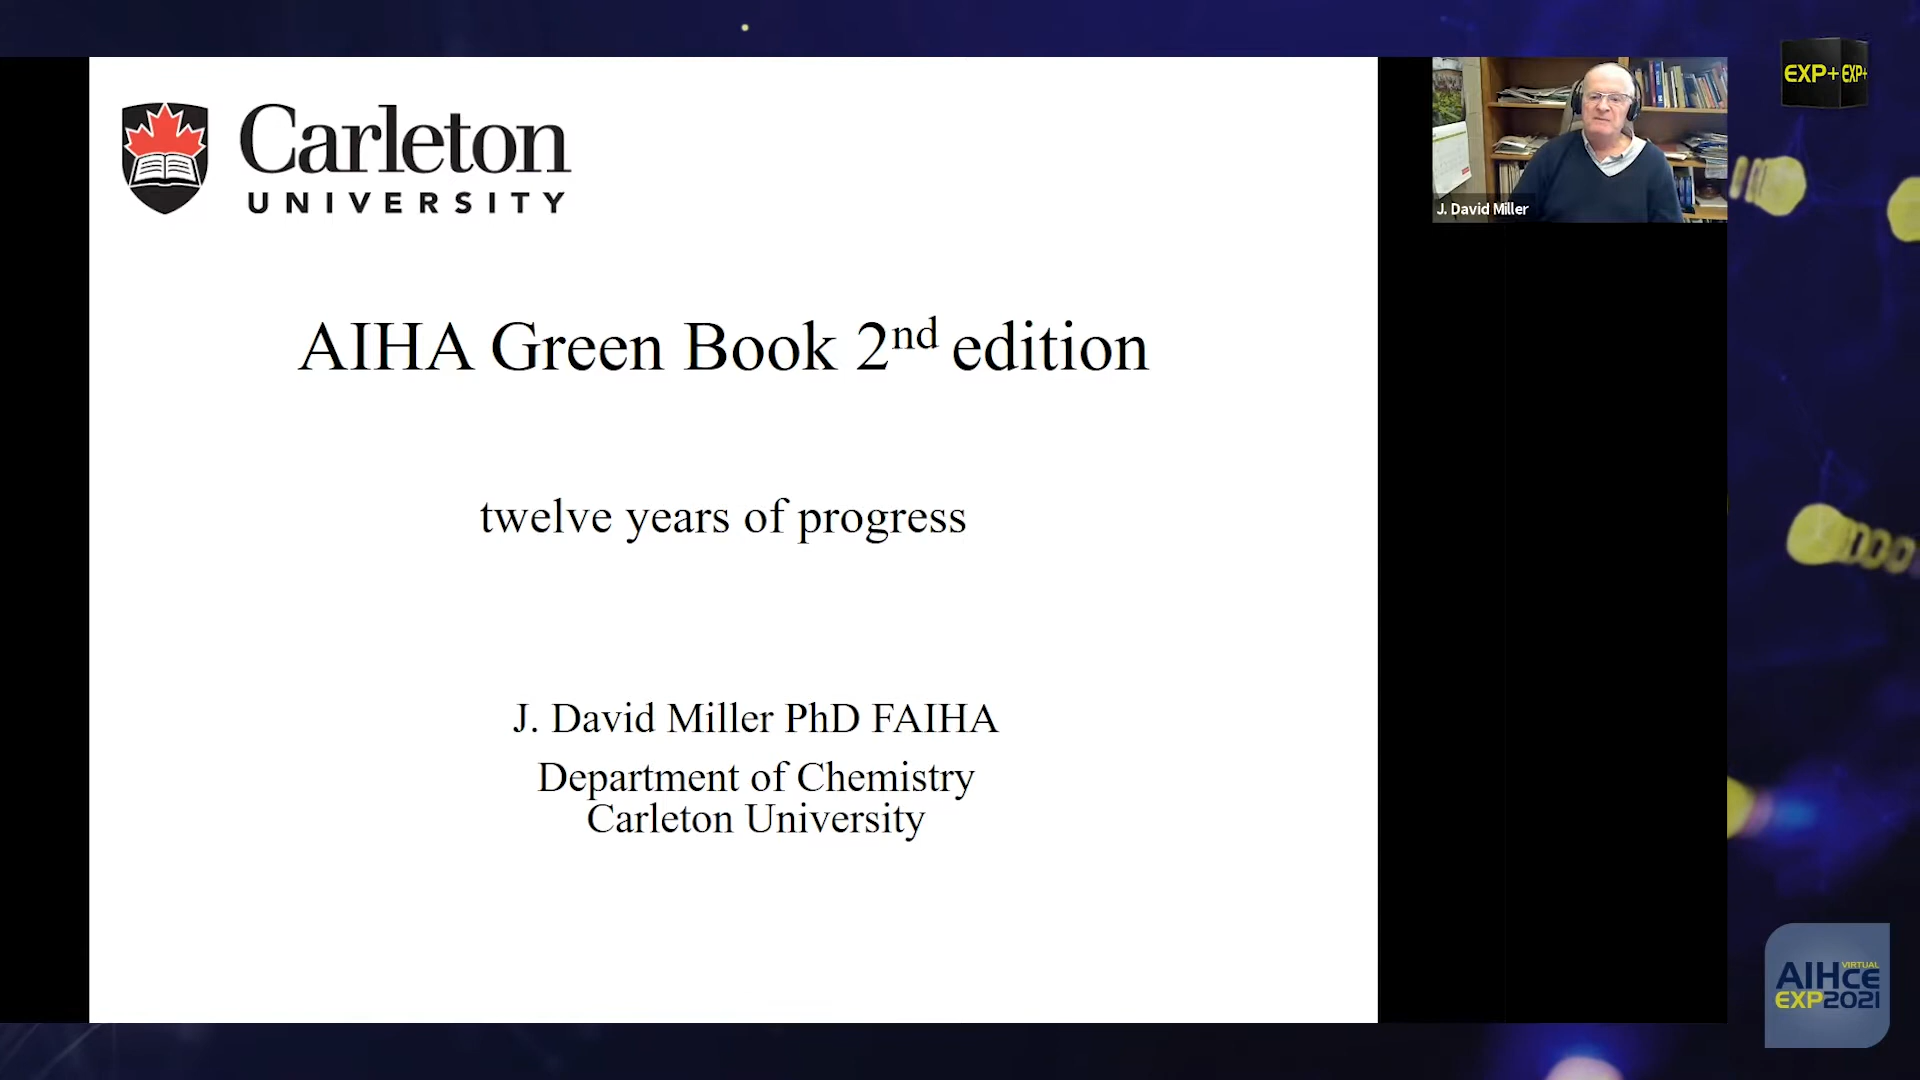 Carleton
UNIVERSITY
AIHA Green Book 2nd edition
twelve years of progress
J. David Miller PhD FAIHA
Department of Chemistry
Carleton University
J. David Miller
EXP+ EXP+
VIRTUAL
AIHce
EXP2021